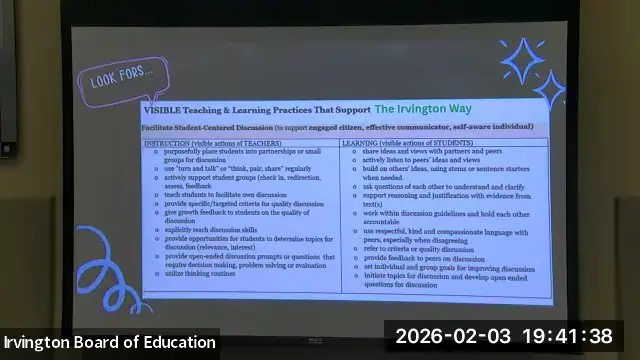 LOOK FORS...
VISIBLE Teaching & Learning Practices That Support The Irvington Way
Facilitate Student-Centered Discussion (to support engaged citizen, effective communicator, self-aware individual)
INSTRUCTION (visible actions of TEACHERS)
o purposefully place students into partnerships or small
groups for discussion
o use "turn and talk" or "think, pair, share" regularly
o actively support student groups (check in, redirection,
assess, feedback
o teach students to facilitate own discussion
o provide specific/targeted criteria for quality discussion
o give growth feedback to students on the quality of
discussion
o explicitly teach discussion skills
o provide opportunities for students to determine topics for
discussion (relevance, interest)
o provide open-ended discussion prompts or questions that
require decision making, problem solving or evaluation
o utilize thinking routines
LEARNING (visible actions of STUDENTS)
o share ideas and views with partners and peers
o actively listen to peers' ideas and views
o build on others' ideas, using stems or sentence starters
when needed
o ask questions of each other to understand and clarify
o support reasoning and justification with evidence from
text(s)
o work within discussion guidelines and hold each other
accountable
o use respectful, kind and compassionate language with
peers, especially when disagreeing
o refer to criteria or quality discussion
o provide feedback to peers on discussion
o set individual and group goals for improving discussion
o initiate topics for discussion and develop open ended
questions for discussion
Irvington Board of Education
2026-02-03 19:41:38